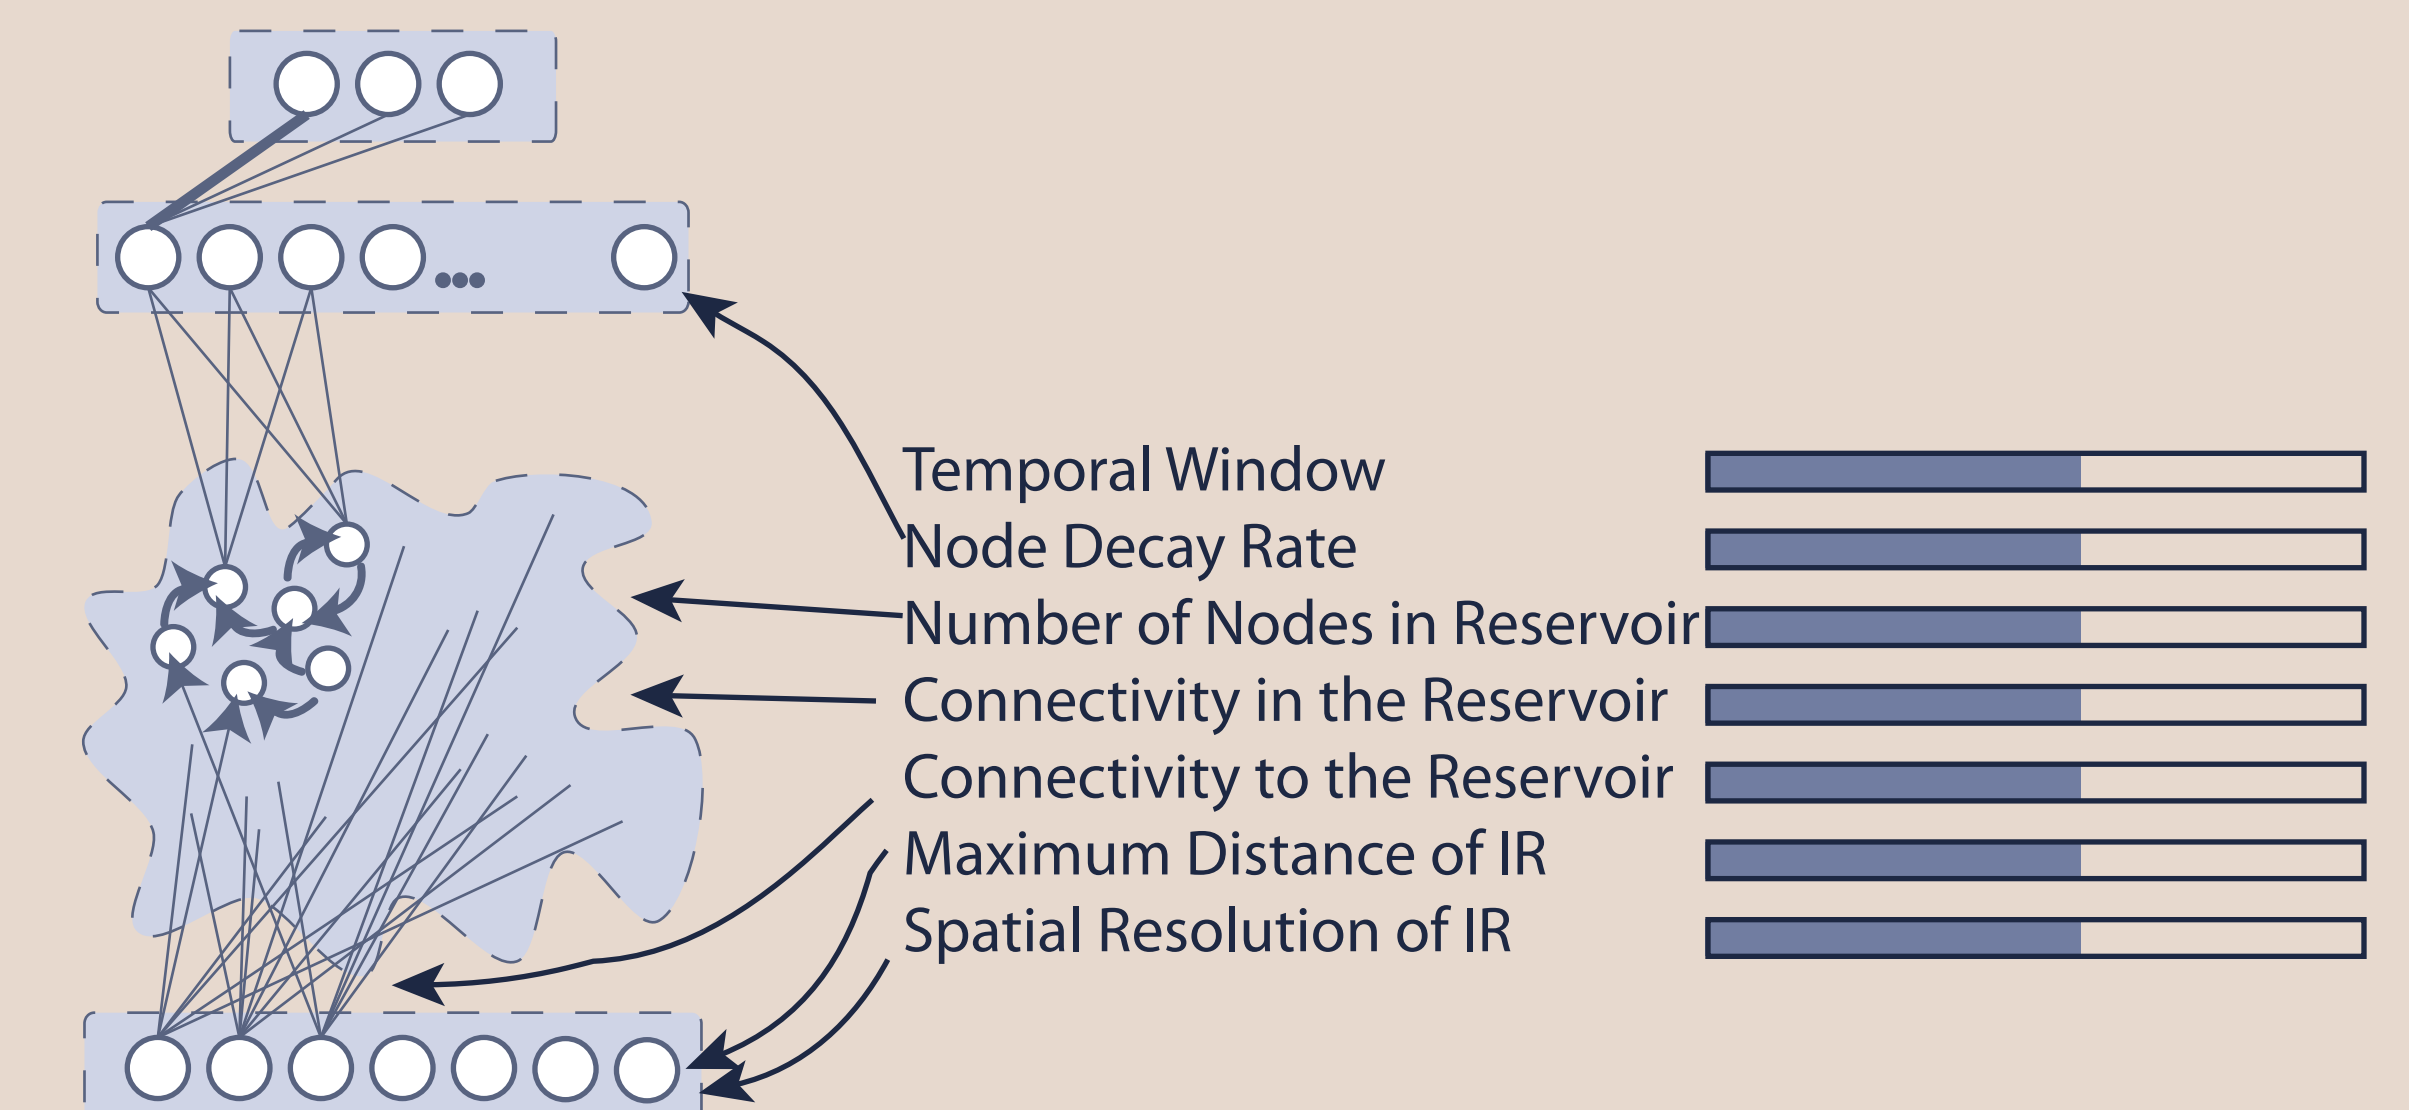 Temporal Window
Node Decay Rate
Number of Nodes in Reservoir
Connectivity in the Reservoir
Connectivity to the Reservoir
Maximum Distance of IR
Spatial Resolution of IR